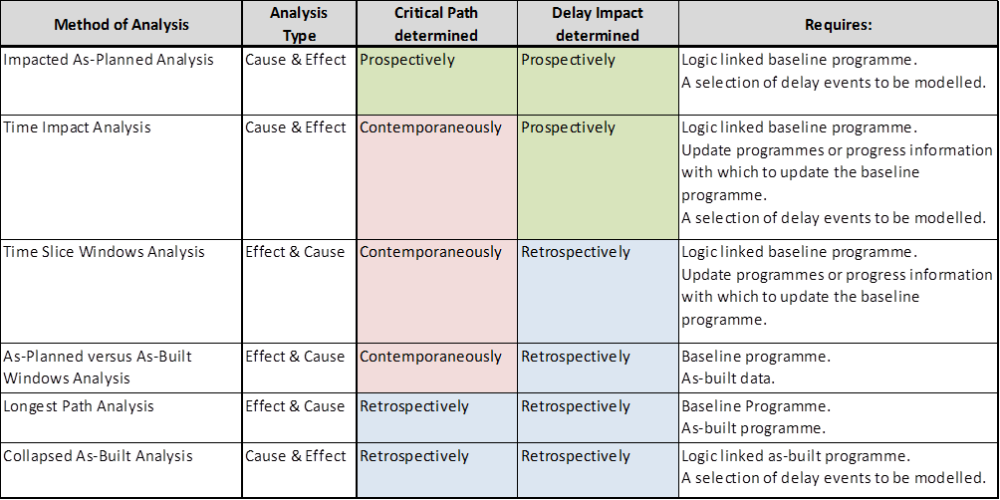 Method of Analysis
Analysis
Type
Critical Path
determined
Delay Impact
determined
Requires:
Impacted As-Planned Analysis
Cause & Effect
Prospectively
Prospectively
Logic linked baseline programme.
A selection of delay events to be modelled.
Time Impact Analysis
Cause & Effect
Contemporaneously
Prospectively
Logic linked baseline programme.
Update programmes or progress information
with which to update the baseline
programme.
A selection of delay events to be modelled.
Time Slice Windows Analysis
Effect & Cause
Contemporaneously
Retrospectively
Logic linked baseline programme.
Update programmes or progress information
with which to update the baseline
programme.
As-Planned versus As-Built
Windows Analysis
Effect & Cause
Contemporaneously
Retrospectively
Baseline programme.
As-built data.
Longest Path Analysis
Effect & Cause
Retrospectively
Retrospectively
Baseline Programme.
As-built programme.
Collapsed As-Built Analysis
Cause & Effect
Retrospectively
Retrospectively
Logic linked as-built programme.
A selection of delay events to be modelled.